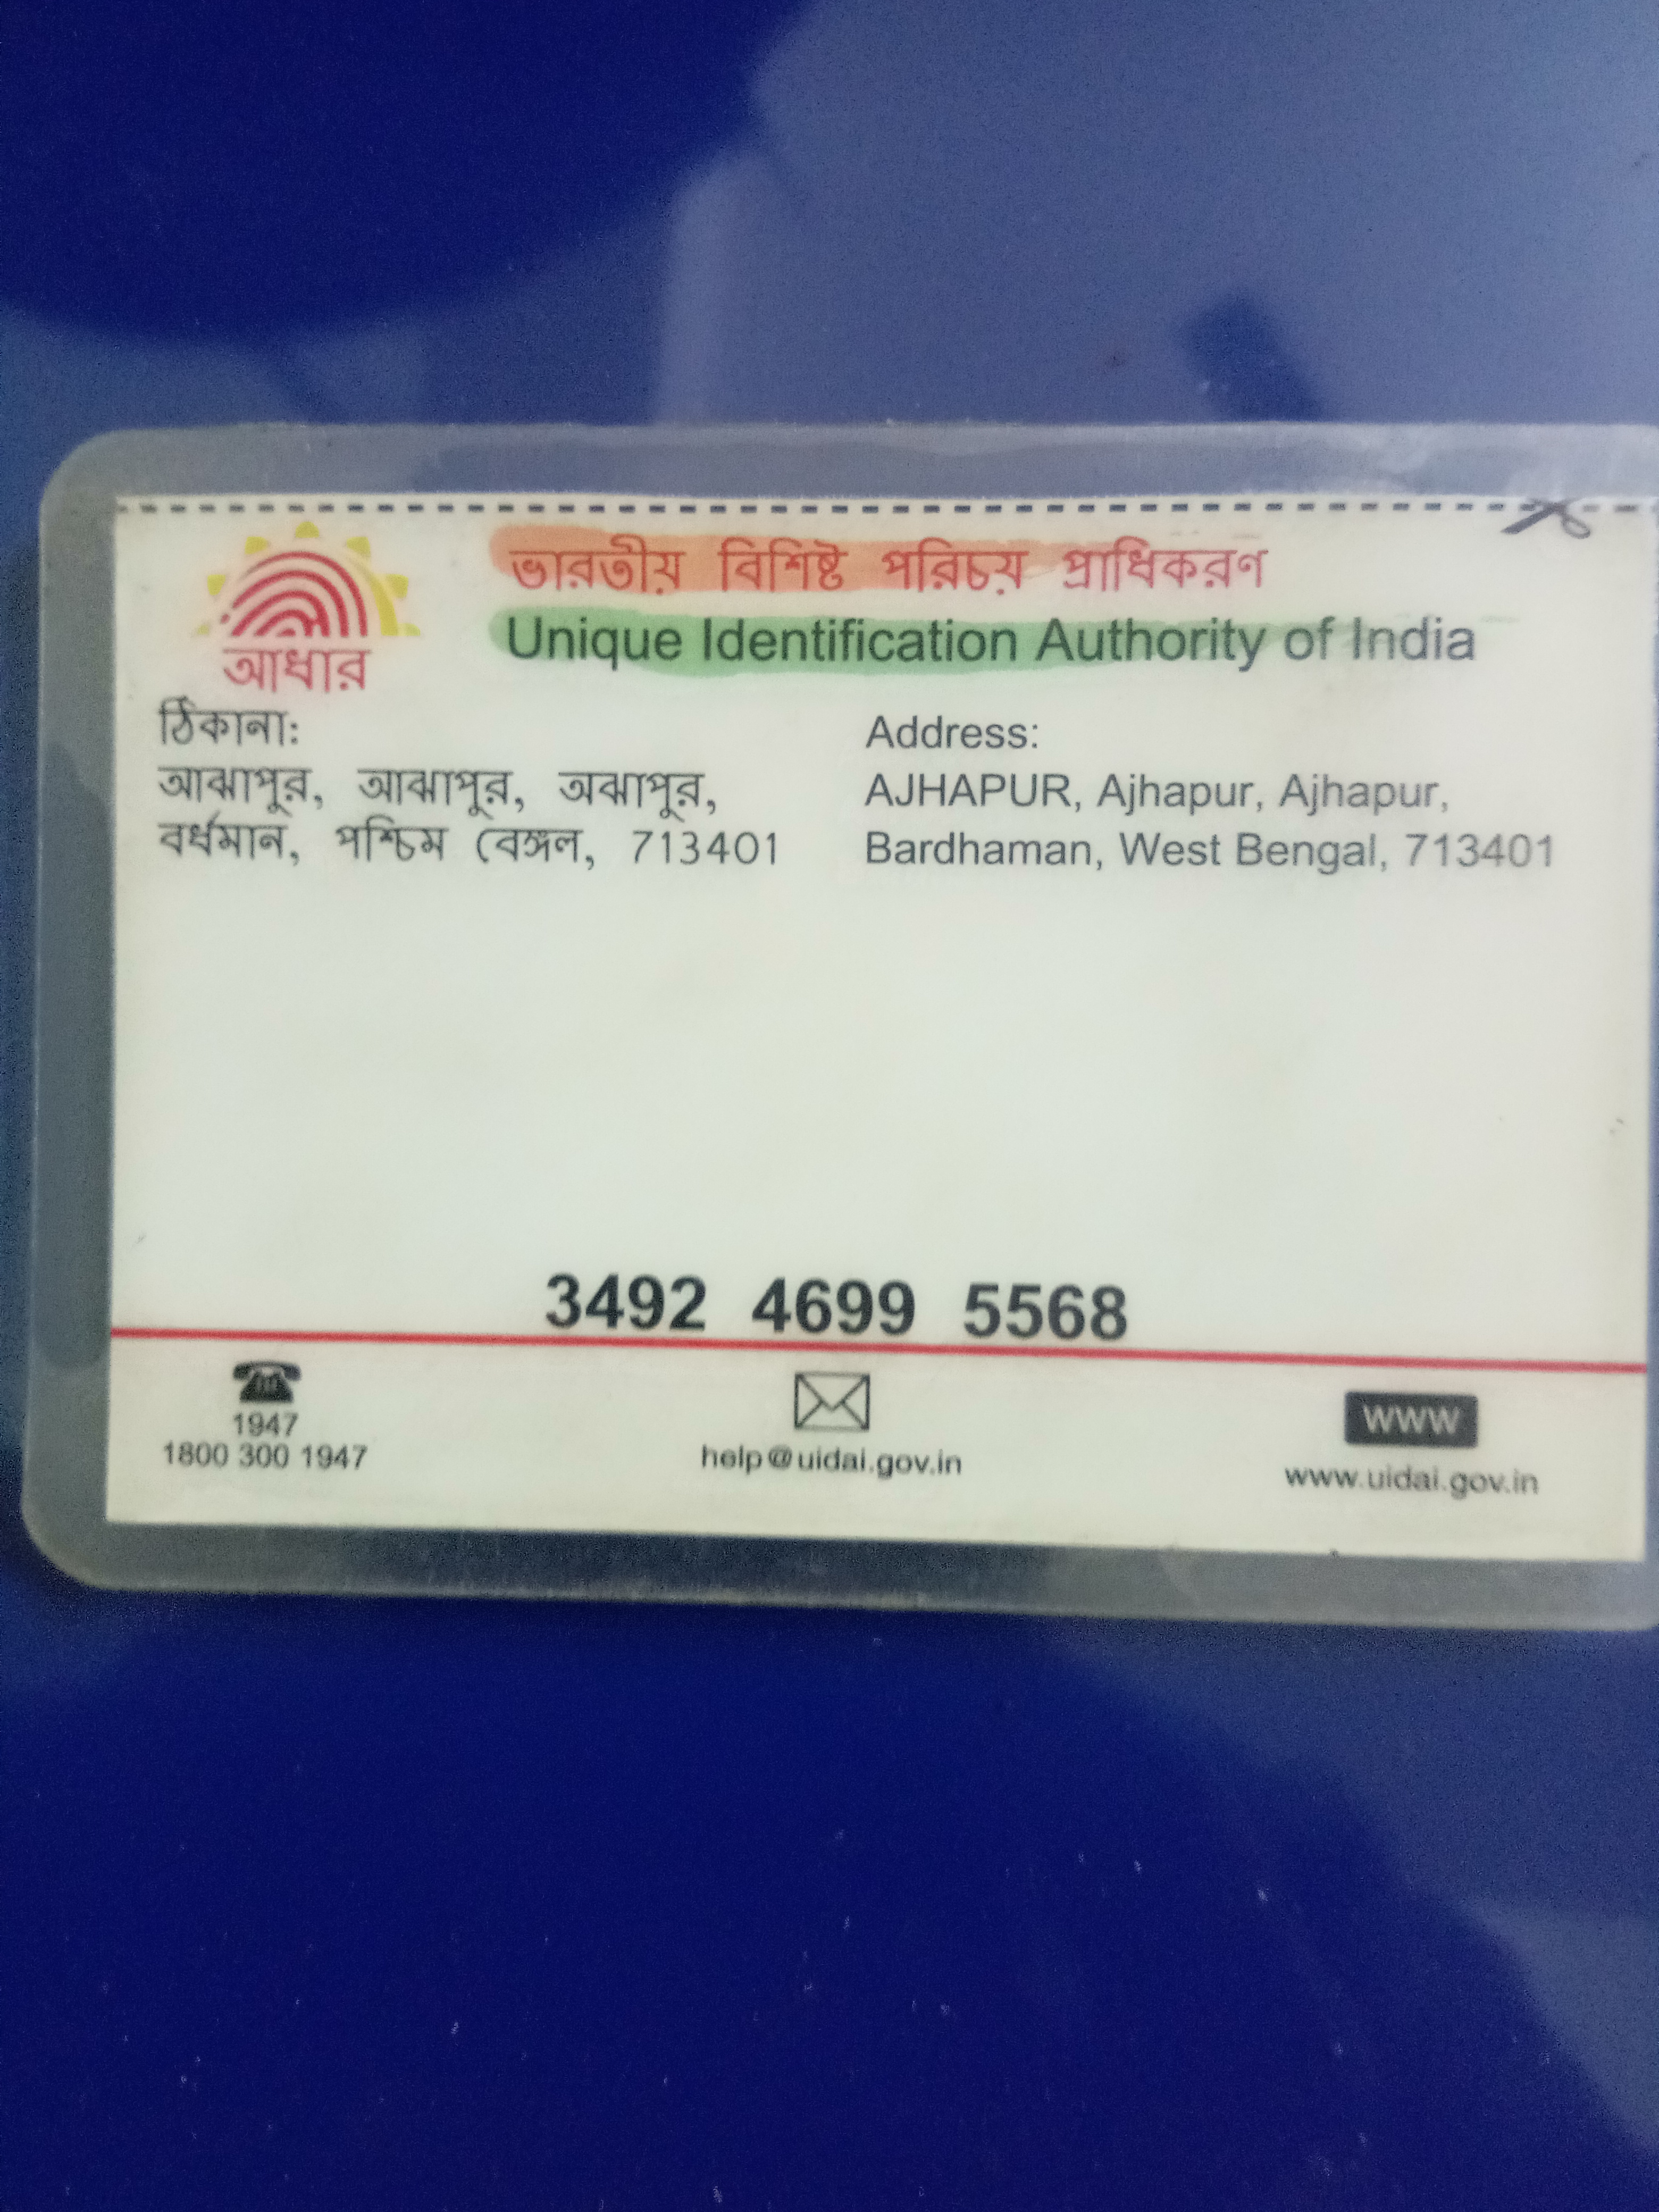 ভারতীয় বিশিষ্ট পরিচয় প্রাধিকরণ
Unique Identification Authority of India
আধার
ঠিকানা:
আঝাপুর, আঝাপুর, অঝাপুর,
বর্ধমান, পশ্চিম বেঙ্গল, 713401
Address:
AJHAPUR, Ajhapur, Ajhapur,
Bardhaman, West Bengal, 713401
3492 4699 5568
1947
1800 300 1947
help@uidai.gov.in
WWW
www.uidai.gov.in